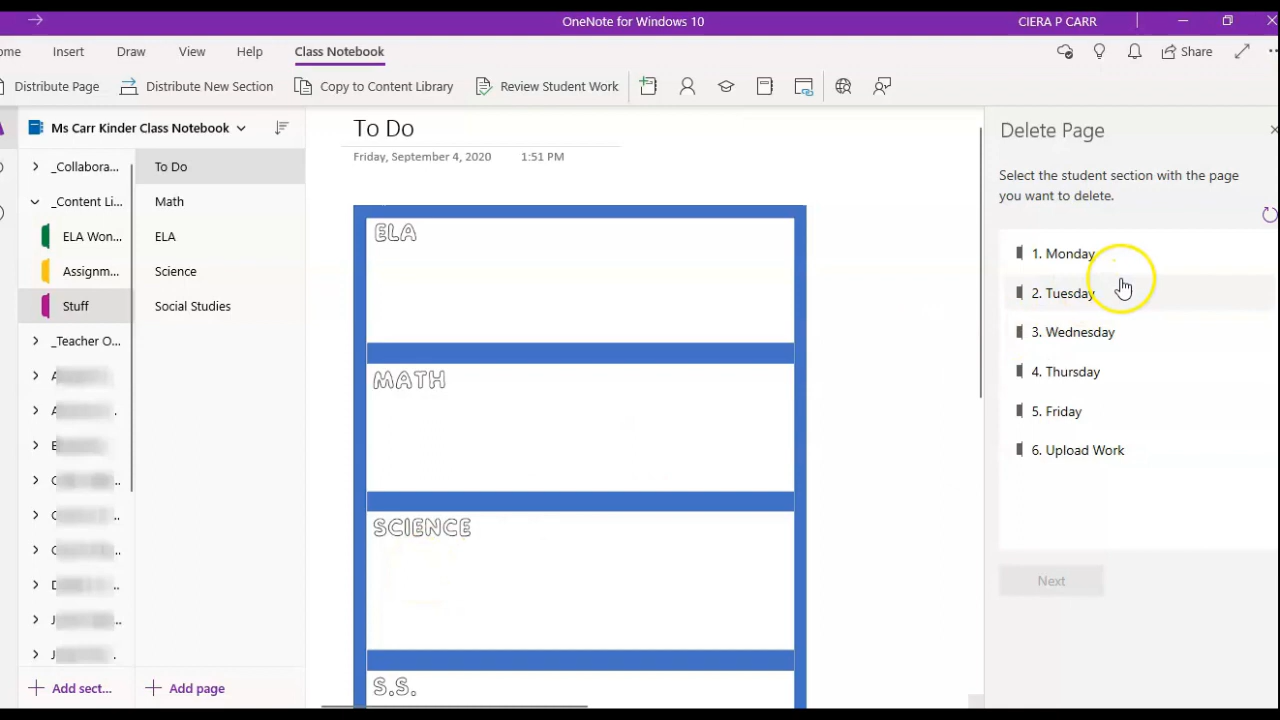 OneNote for Windows 10
CIERA P CARR
ome Insert Draw View Help Class Notebook
Share
Distribute Page Distribute New Section Copy to Content Library Review Student Work
Ms Carr Kinder Class Notebook
_Collabora...
_Content Li...
ELA Won...
Assignm...
Stuff
_Teacher O...
A
A
E
C
C
C
D
J
J
Add sect...
To Do
Math
ELA
Science
Social Studies
Add page
To Do
Friday, September 4, 2020 1:51 PM
ELA
MATH
SCIENCE
S.S.
Delete Page
Select the student section with the page
you want to delete.
1. Monday
2. Tuesday
3. Wednesday
4. Thursday
5. Friday
6. Upload Work
Next